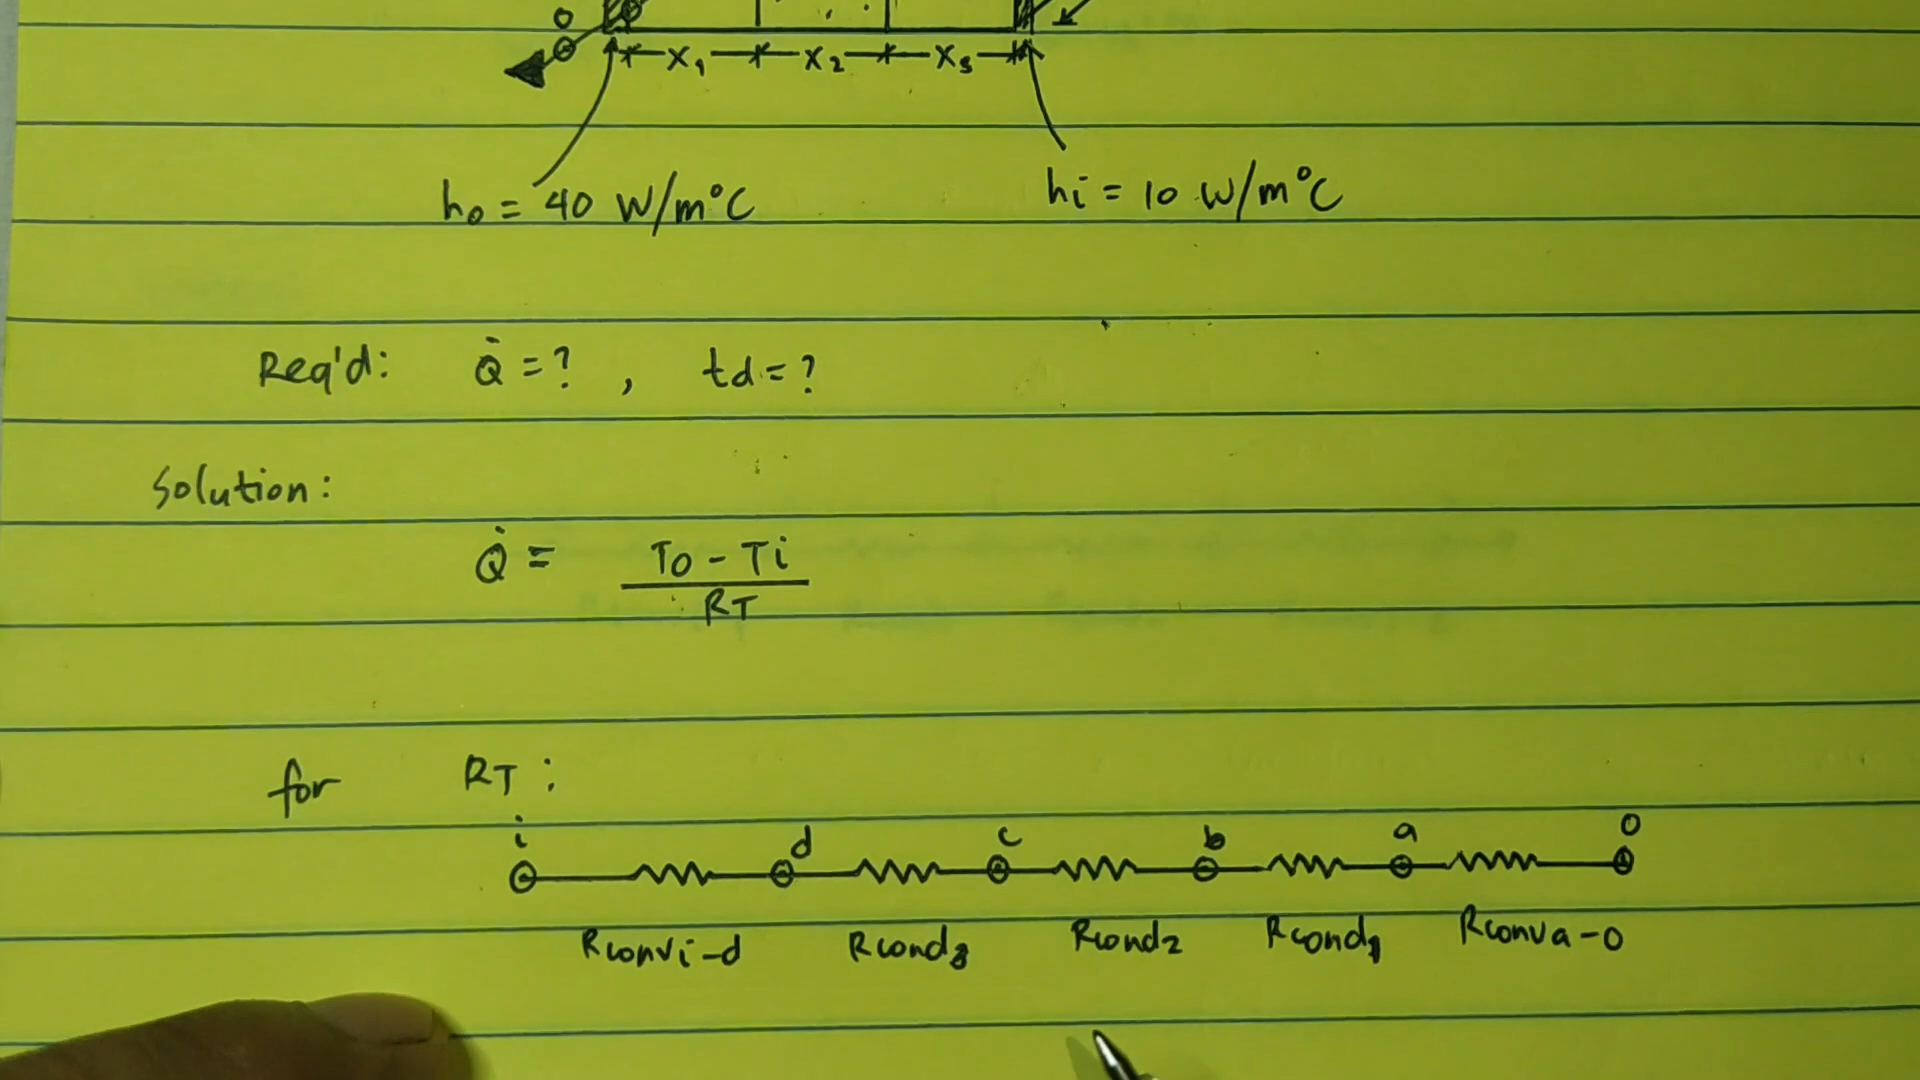 o
x₁ x₂ x₃
ho = 40 W/m°C hi = 10 W/m°C
Req'd: Q̇ = ? , td = ?
Solution:
Q̇ = To - Ti
RT
for RT :
i d c b a o
Rconvi-d Rcond3 Rcond2 Rcond1 Rconva-o